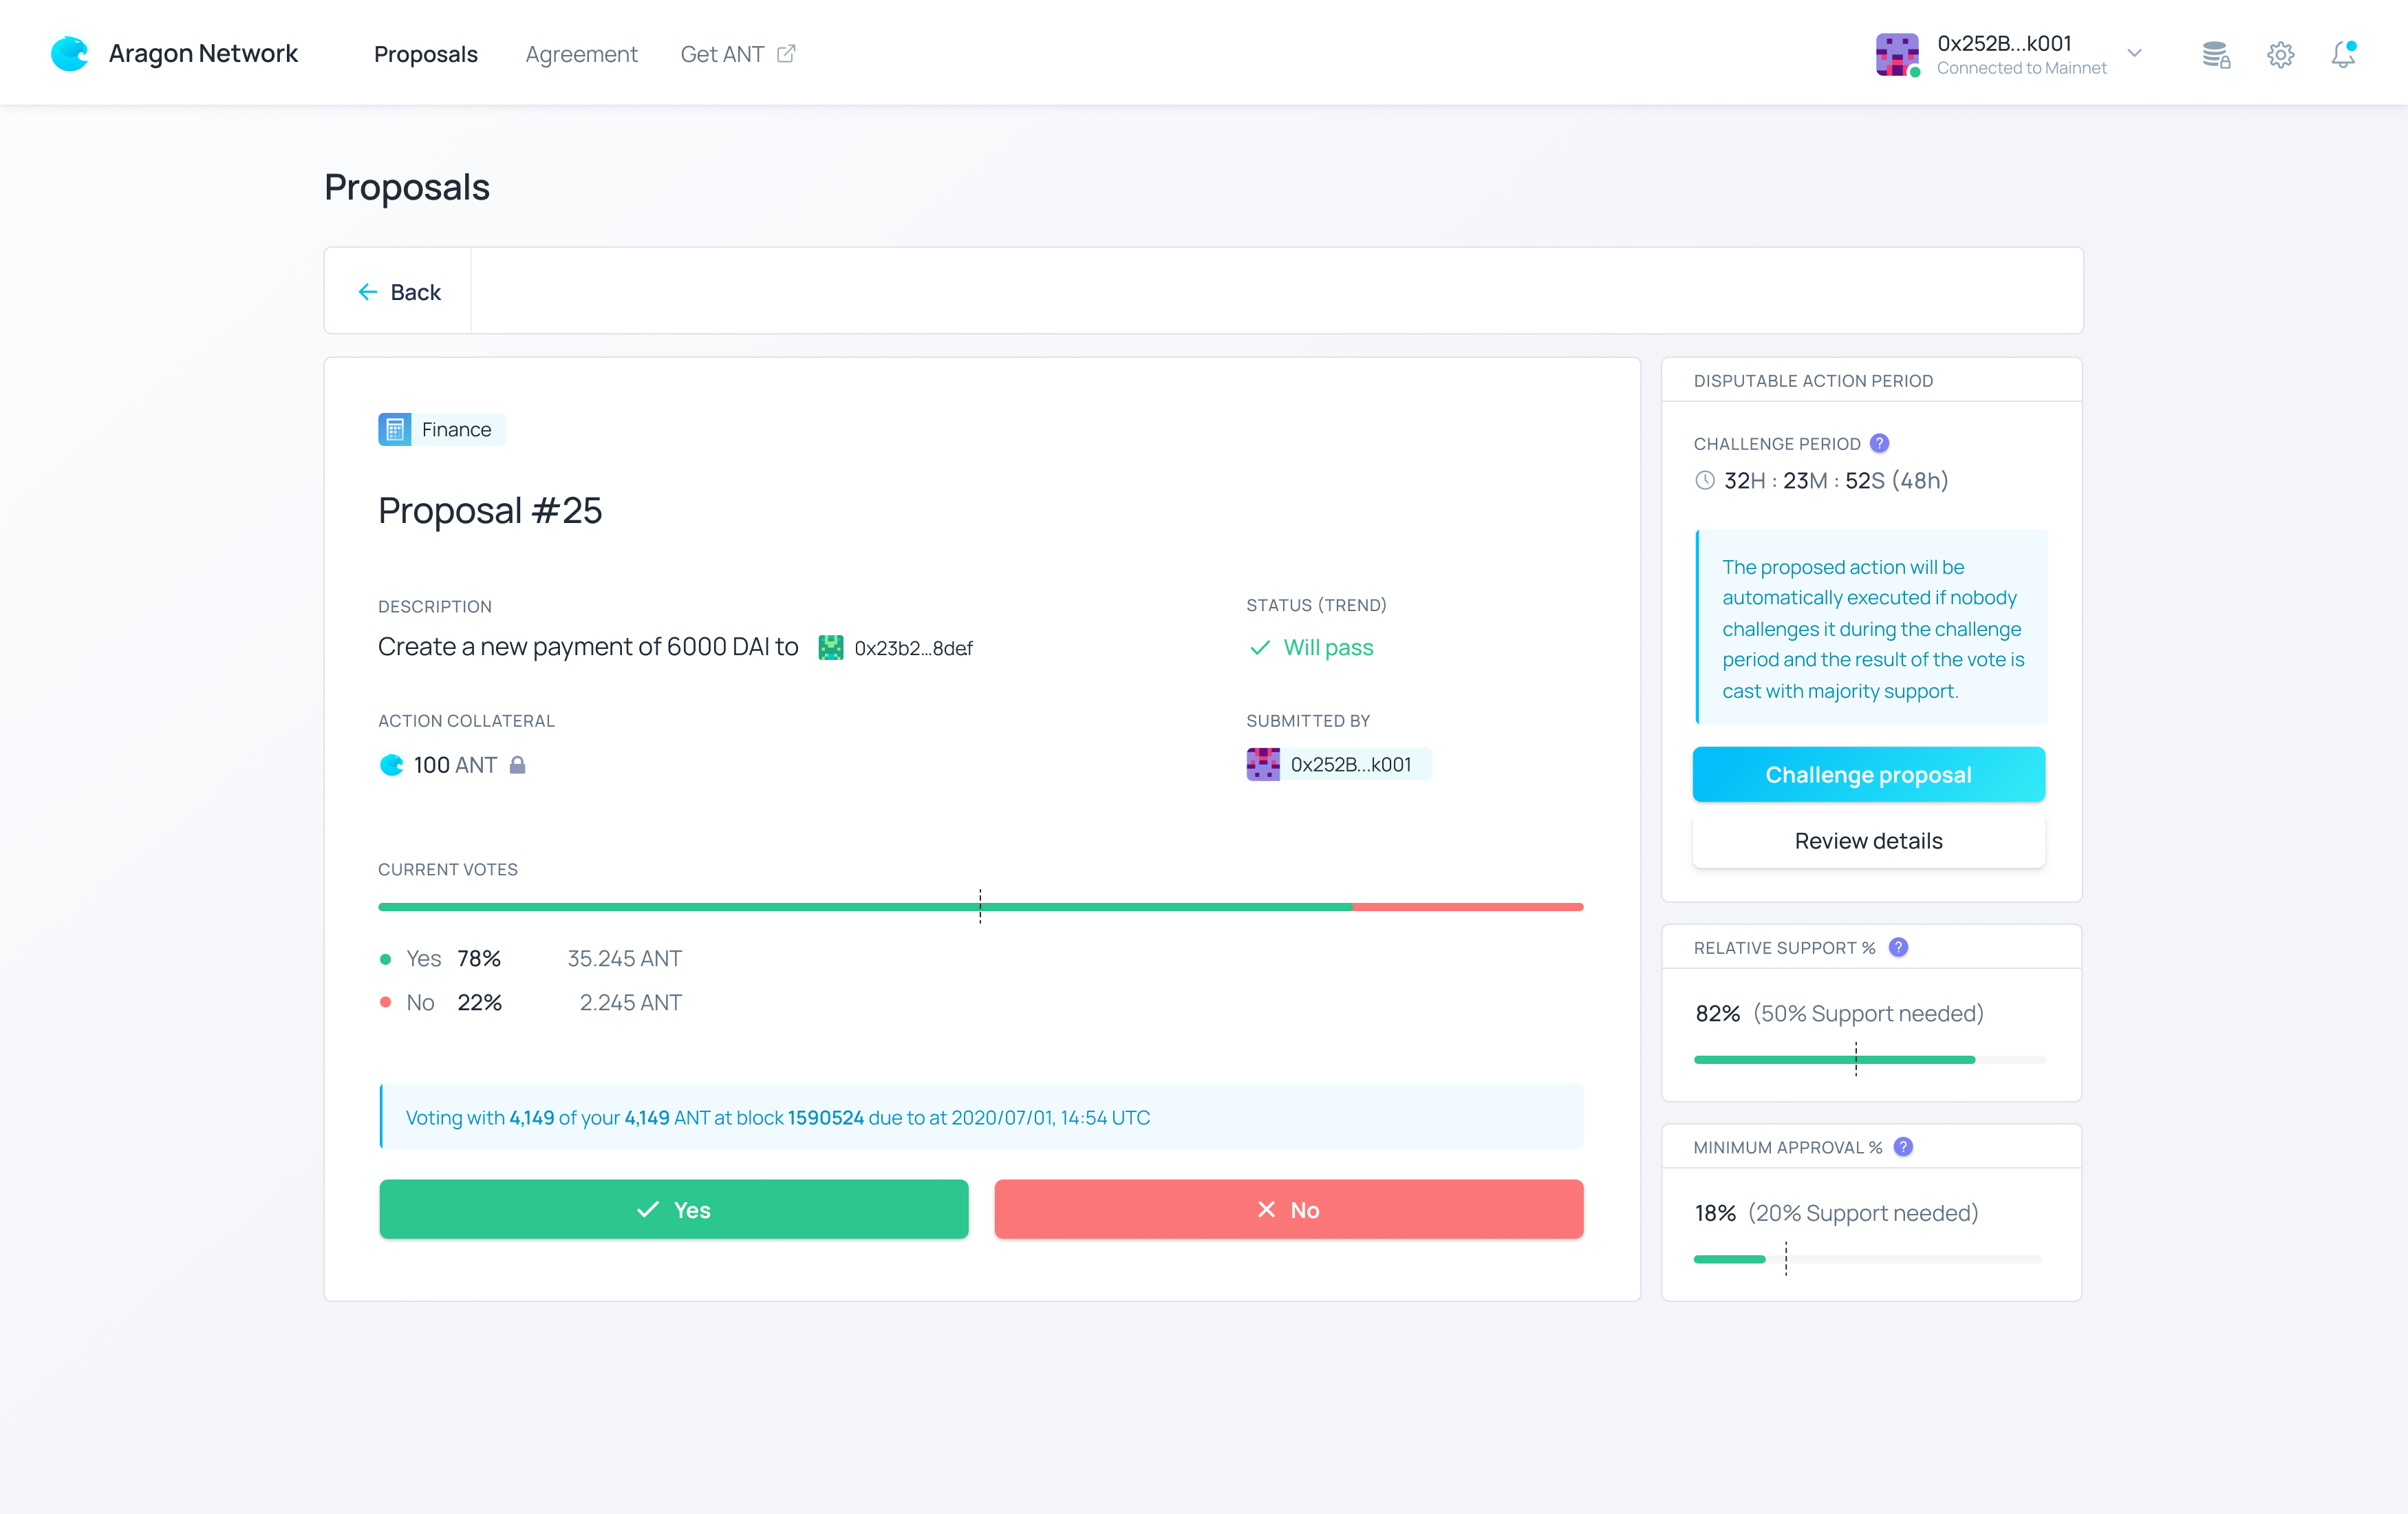 Aragon Network
Proposals
Agreement
Get ANT
0x252B...k001
Connected to Mainnet
Proposals
Back
Finance
Proposal #25
DESCRIPTION
Create a new payment of 6000 DAI to 0x23b2...8def
STATUS (TREND)
Will pass
ACTION COLLATERAL
100 ANT
SUBMITTED BY
0x252B...k001
CURRENT VOTES
Yes 78% 35.245 ANT
No 22% 2.245 ANT
Voting with 4,149 of your 4,149 ANT at block 1590524 due to at 2020/07/01, 14:54 UTC
Yes
No
DISPUTABLE ACTION PERIOD
CHALLENGE PERIOD ?
32H : 23M : 52S (48h)
The proposed action will be
automatically executed if nobody
challenges it during the challenge
period and the result of the vote is
cast with majority support.
Challenge proposal
Review details
RELATIVE SUPPORT % ?
82% (50% Support needed)
MINIMUM APPROVAL % ?
18% (20% Support needed)